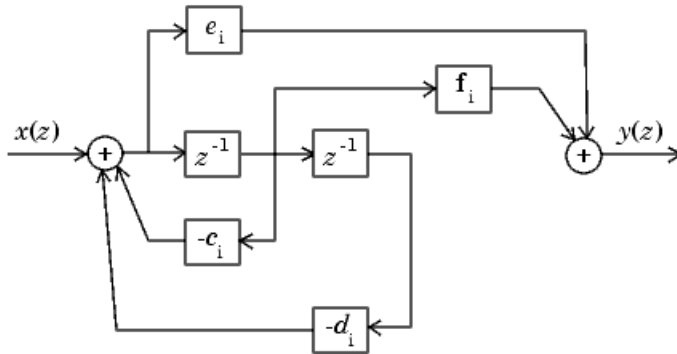 e_i
f_i
x(z)
+
z^-1
z^-1
+
y(z)
-c_i
-d_i